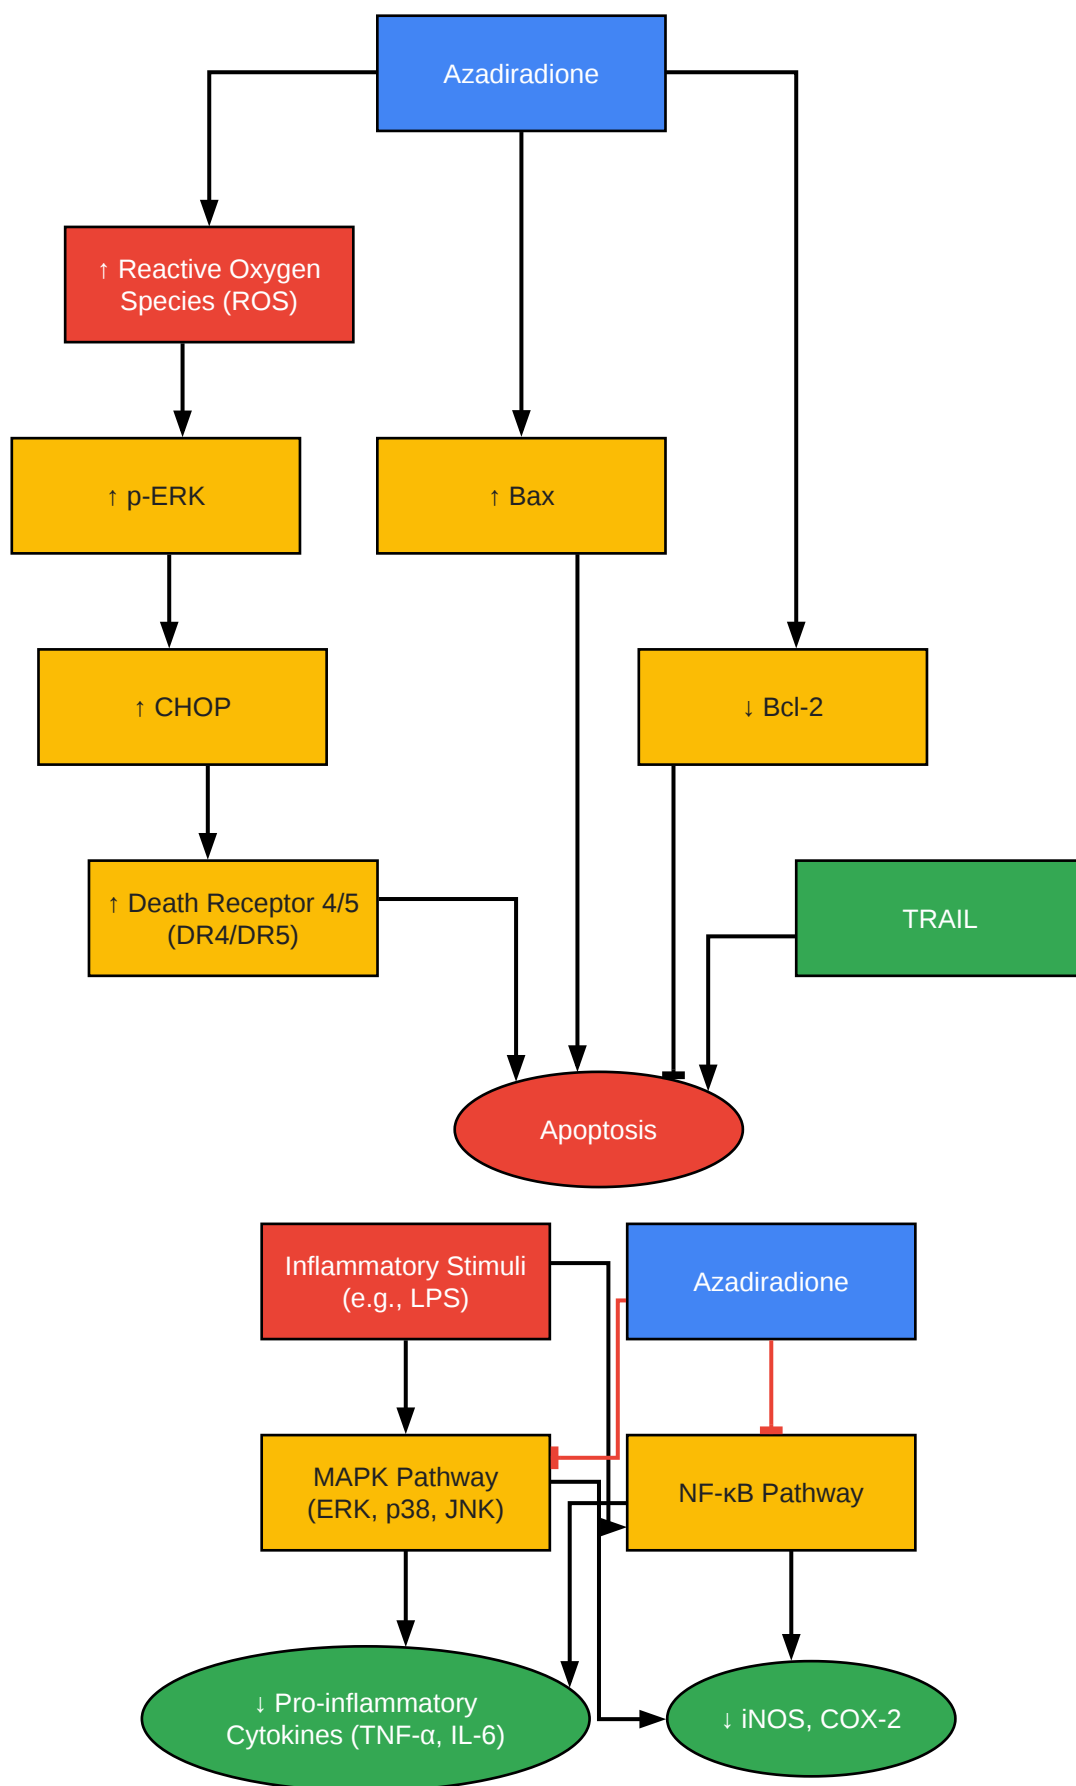 Azadiradione
↑ Reactive Oxygen
Species (ROS)
↑ p-ERK
↑ Bax
↑ CHOP
↓ Bcl-2
↑ Death Receptor 4/5
(DR4/DR5)
TRAIL
Apoptosis
Inflammatory Stimuli
(e.g., LPS)
Azadiradione
MAPK Pathway
(ERK, p38, JNK)
NF-κB Pathway
↓ Pro-inflammatory
Cytokines (TNF-α, IL-6)
↓ iNOS, COX-2